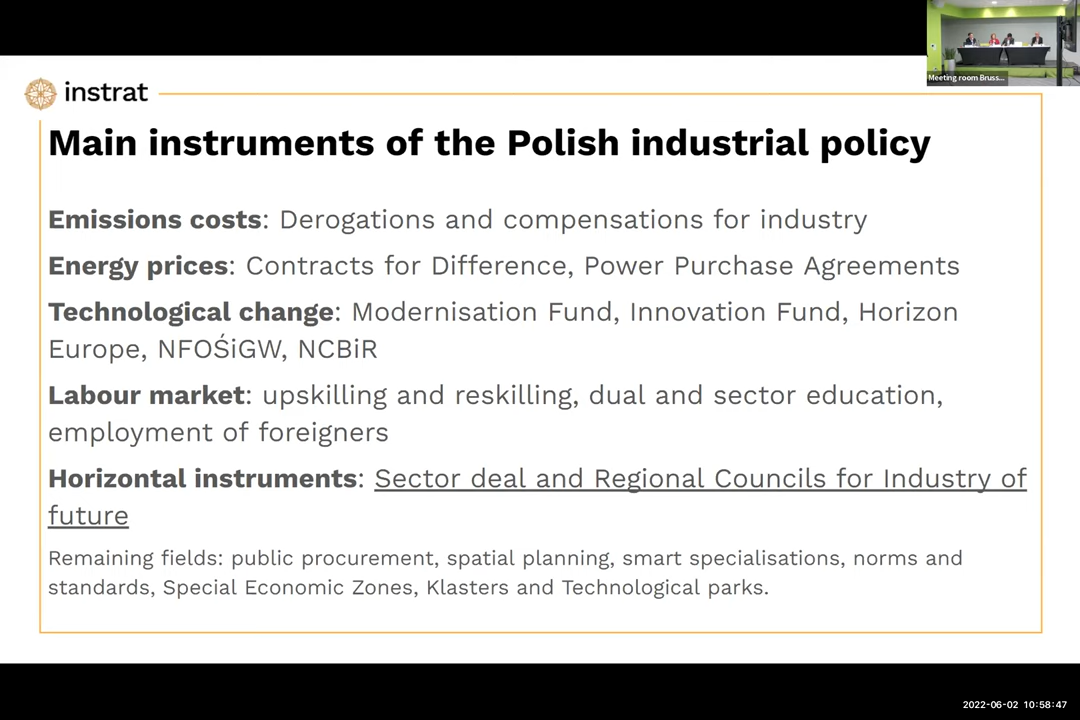 Meeting room Bruss...
instrat
Main instruments of the Polish industrial policy
Emissions costs: Derogations and compensations for industry
Energy prices: Contracts for Difference, Power Purchase Agreements
Technological change: Modernisation Fund, Innovation Fund, Horizon
Europe, NFOŚiGW, NCBiR
Labour market: upskilling and reskilling, dual and sector education,
employment of foreigners
Horizontal instruments: Sector deal and Regional Councils for Industry of
future
Remaining fields: public procurement, spatial planning, smart specialisations, norms and
standards, Special Economic Zones, Klasters and Technological parks.
2022-06-02 10:58:47